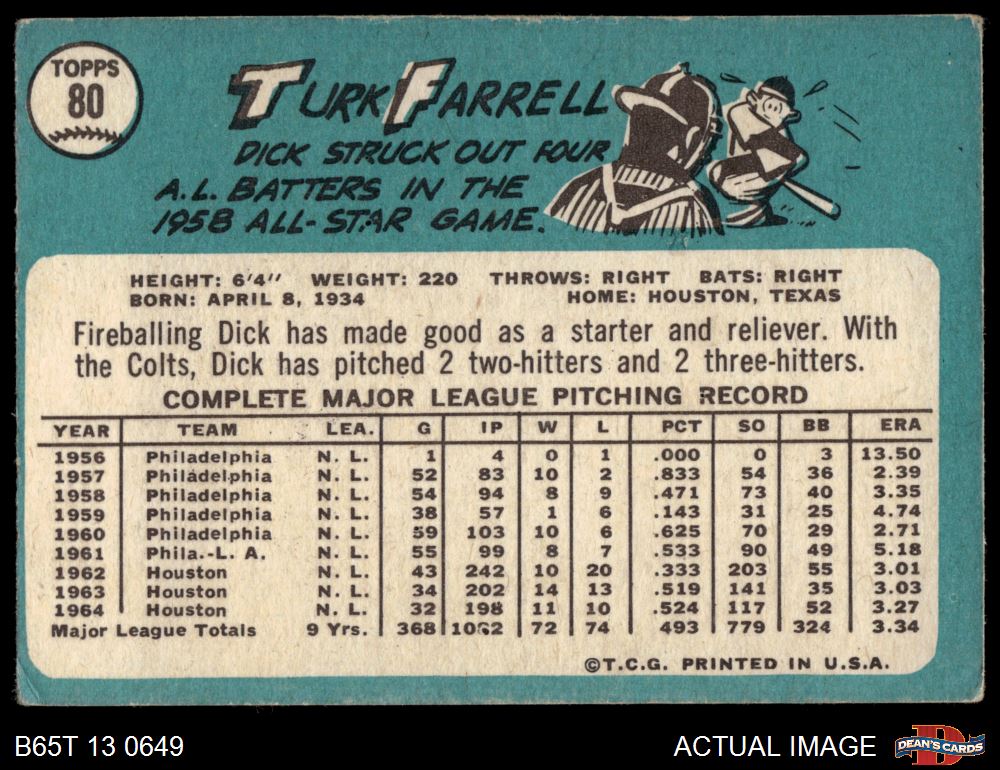 TOPPS
80
TURK FARRELL
DICK STRUCK OUT FOUR
A.L. BATTERS IN THE
1958 ALL-STAR GAME.
HEIGHT: 6'4" WEIGHT: 220 THROWS: RIGHT BATS: RIGHT
BORN: APRIL 8, 1934 HOME: HOUSTON, TEXAS
Fireballing Dick has made good as a starter and reliever. With
the Colts, Dick has pitched 2 two-hitters and 2 three-hitters.
COMPLETE MAJOR LEAGUE PITCHING RECORD
YEAR TEAM LEA. G IP W L PCT SO BB ERA
1956 Philadelphia N. L. 1 4 0 1 .000 0 3 13.50
1957 Philadelphia N. L. 52 83 10 2 .833 54 36 2.39
1958 Philadelphia N. L. 54 94 8 9 .471 73 40 3.35
1959 Philadelphia N. L. 38 57 1 6 .143 31 25 4.74
1960 Philadelphia N. L. 59 103 10 6 .625 70 29 2.71
1961 Phila.-L. A. N. L. 55 99 8 7 .533 90 49 5.18
1962 Houston N. L. 43 242 10 20 .333 203 55 3.01
1963 Houston N. L. 34 202 14 13 .519 141 35 3.03
1964 Houston N. L. 32 198 11 10 .524 117 52 3.27
Major League Totals 9 Yrs. 368 1082 72 74 493 779 324 3.34
©T.C.G. PRINTED IN U.S.A.
B65T 13 0649 ACTUAL IMAGE
D
DEAN'S CARDS